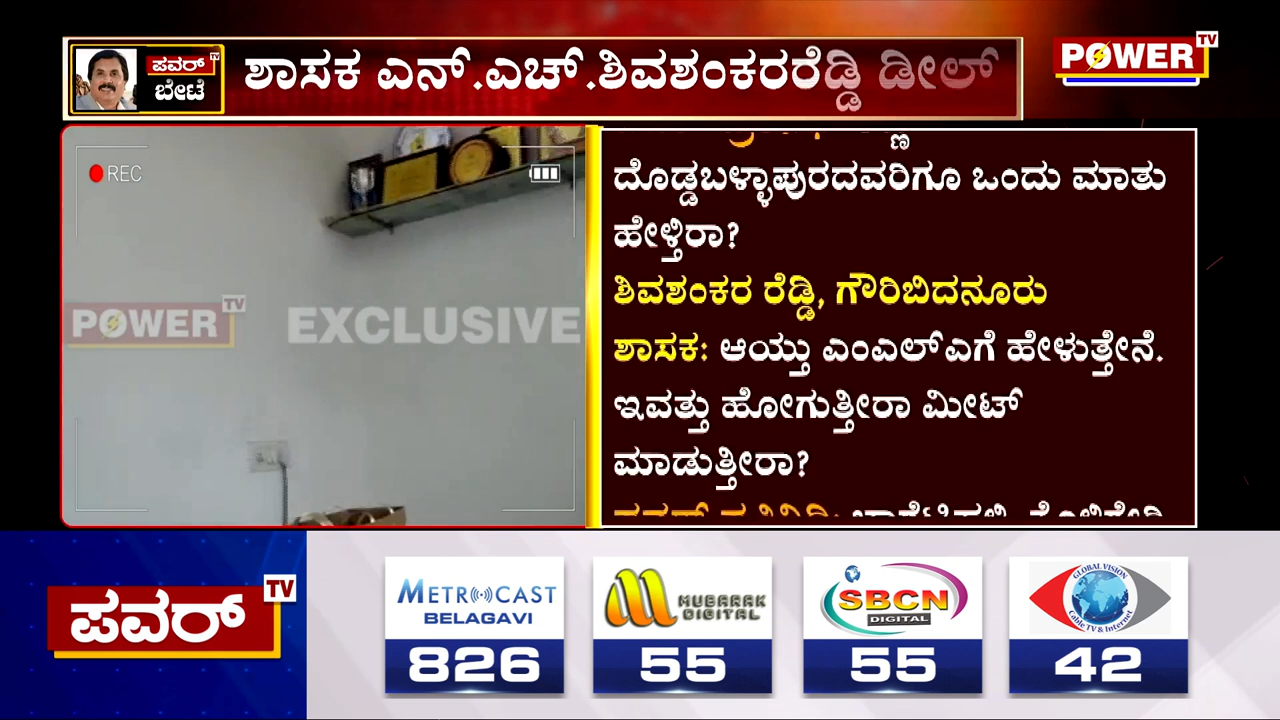 ಪವರ್ TV
ಬೇಟೆ
ಶಾಸಕ ಎನ್.ಎಚ್.ಶಿವಶಂಕರರೆಡ್ಡಿ ಡೀಲ್
POWER TV
REC
POWER TV
EXCLUSIVE
ದೊಡ್ಡಬಳ್ಳಾಪುರದವರಿಗೂ ಒಂದು ಮಾತು
ಹೇಳ್ತಿರಾ?
ಶಿವಶಂಕರ ರೆಡ್ಡಿ, ಗೌರಿಬಿದನೂರು
ಶಾಸಕ: ಆಯ್ತು ಎಂಎಲ್ಎಗೆ ಹೇಳುತ್ತೇನೆ.
ಇವತ್ತು ಹೋಗುತ್ತೀರಾ ಮೀಟ್
ಮಾಡುತ್ತೀರಾ?
ಪವರ್ TV
METROCAST
BELAGAVI
826
MUBARAK
DIGITAL
55
SBCN
DIGITAL
55
GLOBAL VISION
Cable TV & Internet
42